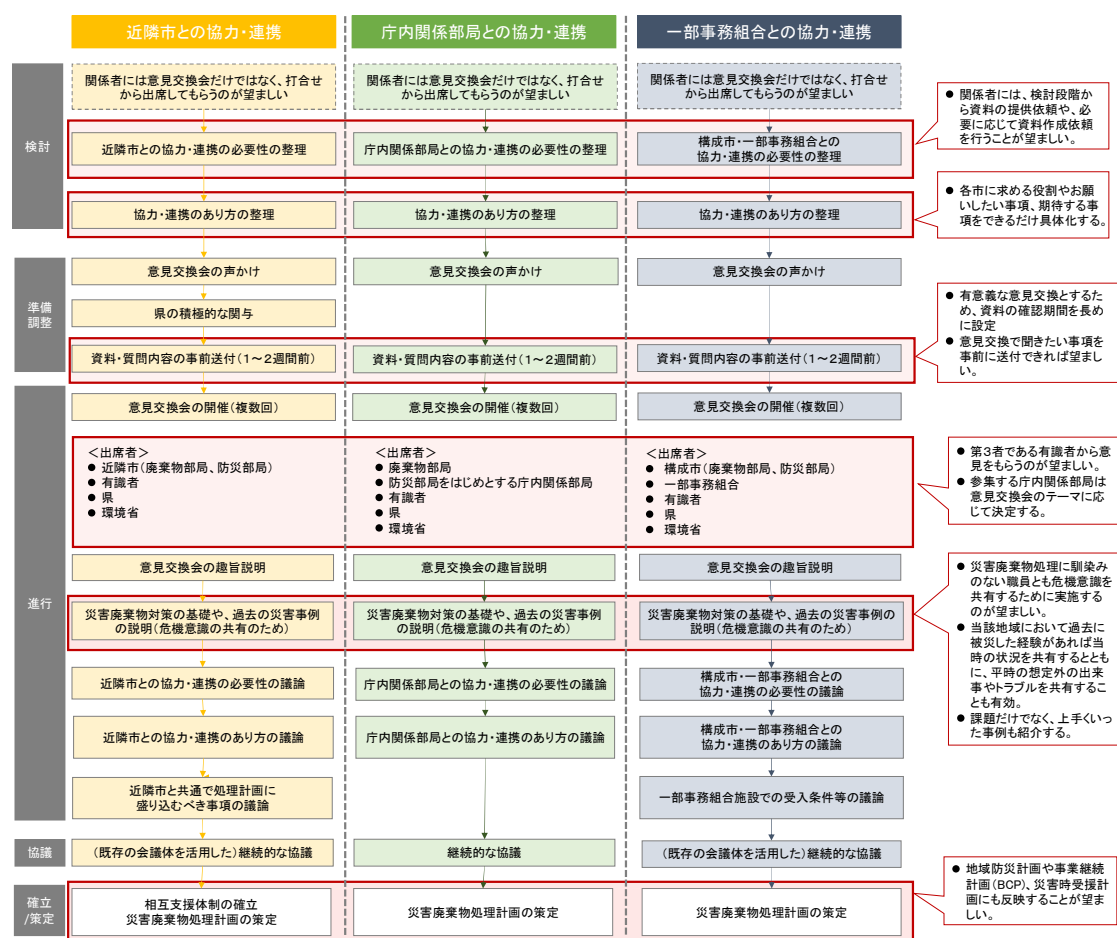 近隣市との協力・連携
庁内関係部局との協力・連携
一部事務組合との協力・連携
検討
関係者には意見交換会だけではなく、打合せ
から出席してもらうのが望ましい
関係者には意見交換会だけではなく、打合せ
から出席してもらうのが望ましい
関係者には意見交換会だけではなく、打合せ
から出席してもらうのが望ましい
近隣市との協力・連携の必要性の整理
庁内関係部局との協力・連携の必要性の整理
構成市・一部事務組合との
協力・連携の必要性の整理
● 関係者には、検討段階か
ら資料の提供依頼や、必
要に応じて資料作成依頼
を行うことが望ましい。
協力・連携のあり方の整理
協力・連携のあり方の整理
協力・連携のあり方の整理
● 各市に求める役割やお願
いしたい事項、期待する事
項をできるだけ具体化する。
準備
調整
意見交換会の声かけ
意見交換会の声かけ
意見交換会の声かけ
県の積極的な関与
資料・質問内容の事前送付(1~2週間前)
資料・質問内容の事前送付(1~2週間前)
資料・質問内容の事前送付(1~2週間前)
● 有意義な意見交換とするた
め、資料の確認期間を長め
に設定
● 意見交換で聞きたい事項を
事前に送付できれば望まし
い。
進行
意見交換会の開催(複数回)
意見交換会の開催(複数回)
意見交換会の開催(複数回)
<出席者>
● 近隣市(廃棄物部局、防災部局)
● 有識者
● 県
● 環境省
<出席者>
● 廃棄物部局
● 防災部局をはじめとする庁内関係部局
● 有識者
● 県
● 環境省
<出席者>
● 構成市(廃棄物部局、防災部局)
● 一部事務組合
● 有識者
● 県
● 環境省
● 第3者である有識者から意
見をもらうのが望ましい。
● 参集する庁内関係部局は
意見交換会のテーマに応
じて決定する。
意見交換会の趣旨説明
意見交換会の趣旨説明
意見交換会の趣旨説明
災害廃棄物対策の基礎や、過去の災害事例
の説明(危機意識の共有のため)
災害廃棄物対策の基礎や、過去の災害事例
の説明(危機意識の共有のため)
災害廃棄物対策の基礎や、過去の災害事例
の説明(危機意識の共有のため)
● 災害廃棄物処理に馴染み
のない職員とも危機意識を
共有するために実施する
のが望ましい。
● 当該地域において過去に
被災した経験があれば当
時の状況を共有するととも
に、平時の想定外の出来
事やトラブルを共有するこ
とも有効。
● 課題だけでなく、上手くいっ
た事例も紹介する。
近隣市との協力・連携の必要性の議論
庁内関係部局との協力・連携の必要性の議論
構成市・一部事務組合との
協力・連携の必要性の議論
近隣市との協力・連携のあり方の議論
庁内関係部局との協力・連携のあり方の議論
構成市・一部事務組合との
協力・連携のあり方の議論
近隣市と共通で処理計画に
盛り込むべき事項の議論
一部事務組合施設での受入条件等の議論
協議
(既存の会議体を活用した)継続的な協議
継続的な協議
(既存の会議体を活用した)継続的な協議
確立
/策定
相互支援体制の確立
災害廃棄物処理計画の策定
災害廃棄物処理計画の策定
災害廃棄物処理計画の策定
● 地域防災計画や事業継続
計画(BCP)、災害時受援計
画にも反映することが望ま
しい。